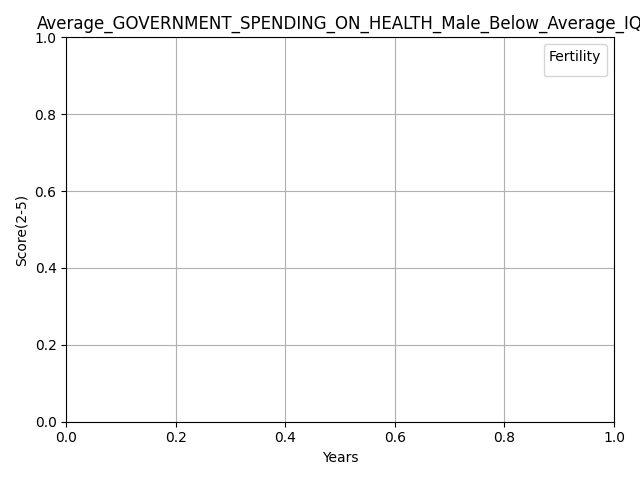 Average_GOVERNMENT_SPENDING_ON_HEALTH_Male_Below_Average_IQ
Fertility
1.0
0.8
0.6
0.4
0.2
0.0
Score(2-5)
0.0 0.2 0.4 0.6 0.8 1.0
Years